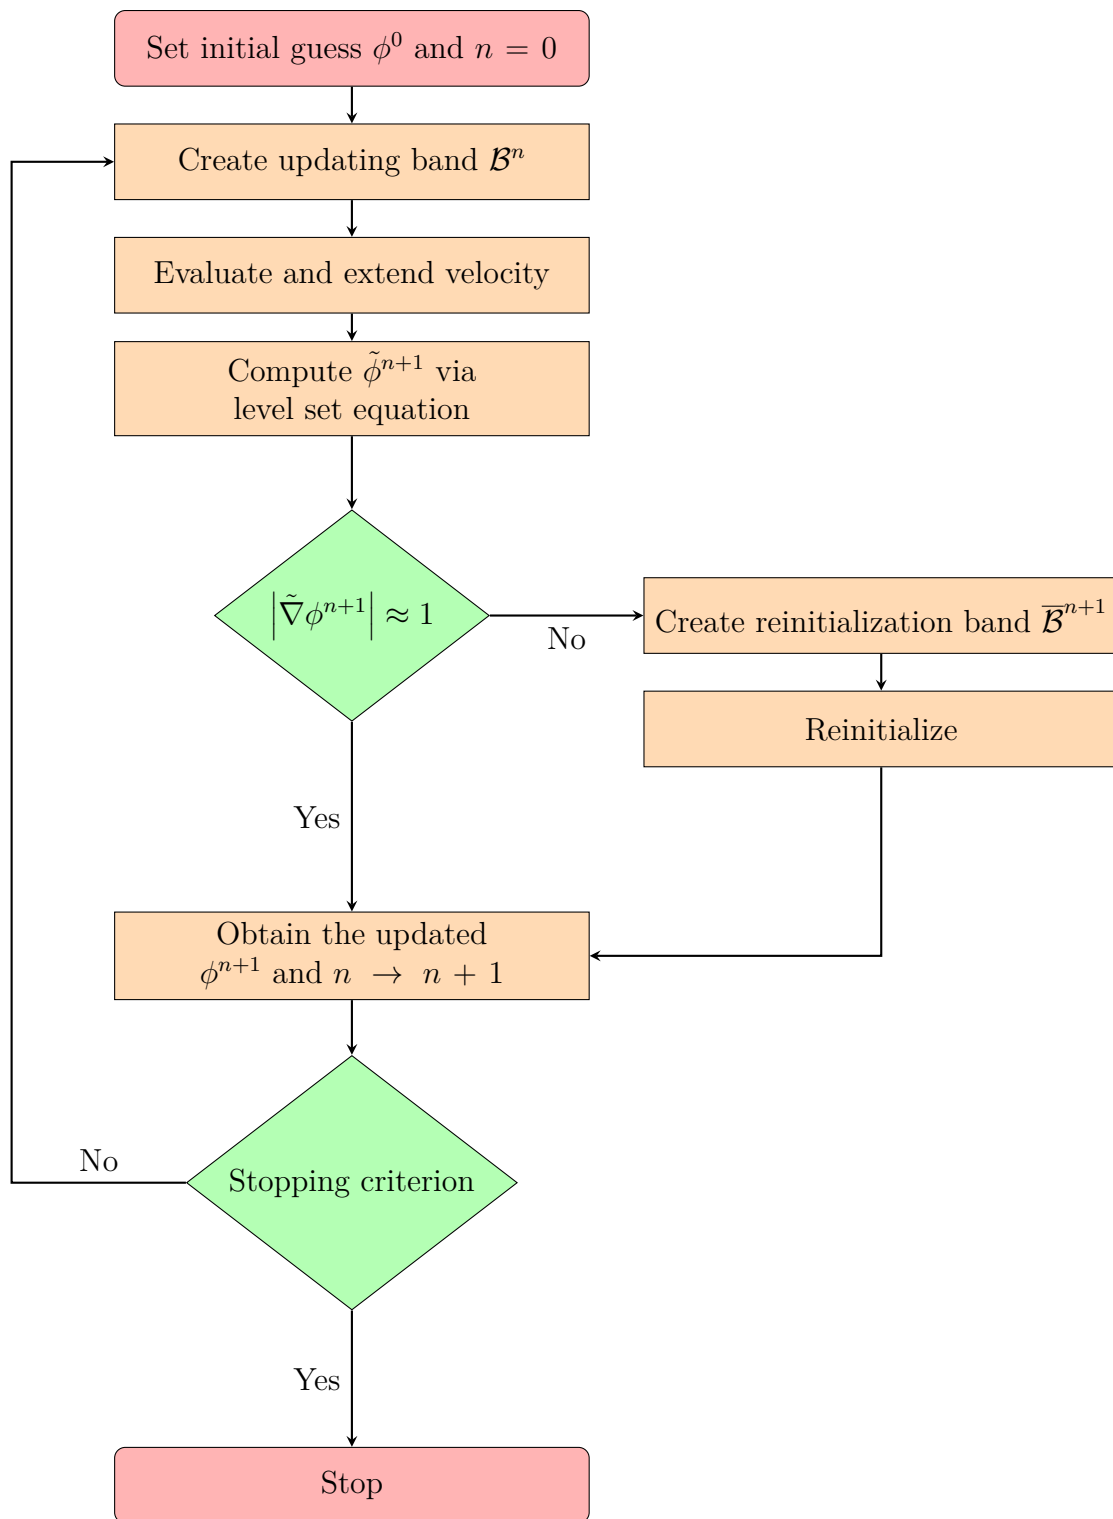 Set initial guess ϕ⁰ and n = 0
Create updating band 𝓑ⁿ
Evaluate and extend velocity
Compute ϕ̃ⁿ⁺¹ via
level set equation
|∇̃ϕⁿ⁺¹| ≈ 1
No
Create reinitialization band 𝓑̅ⁿ⁺¹
Reinitialize
Yes
Obtain the updated
ϕⁿ⁺¹ and n → n + 1
No
Stopping criterion
Yes
Stop